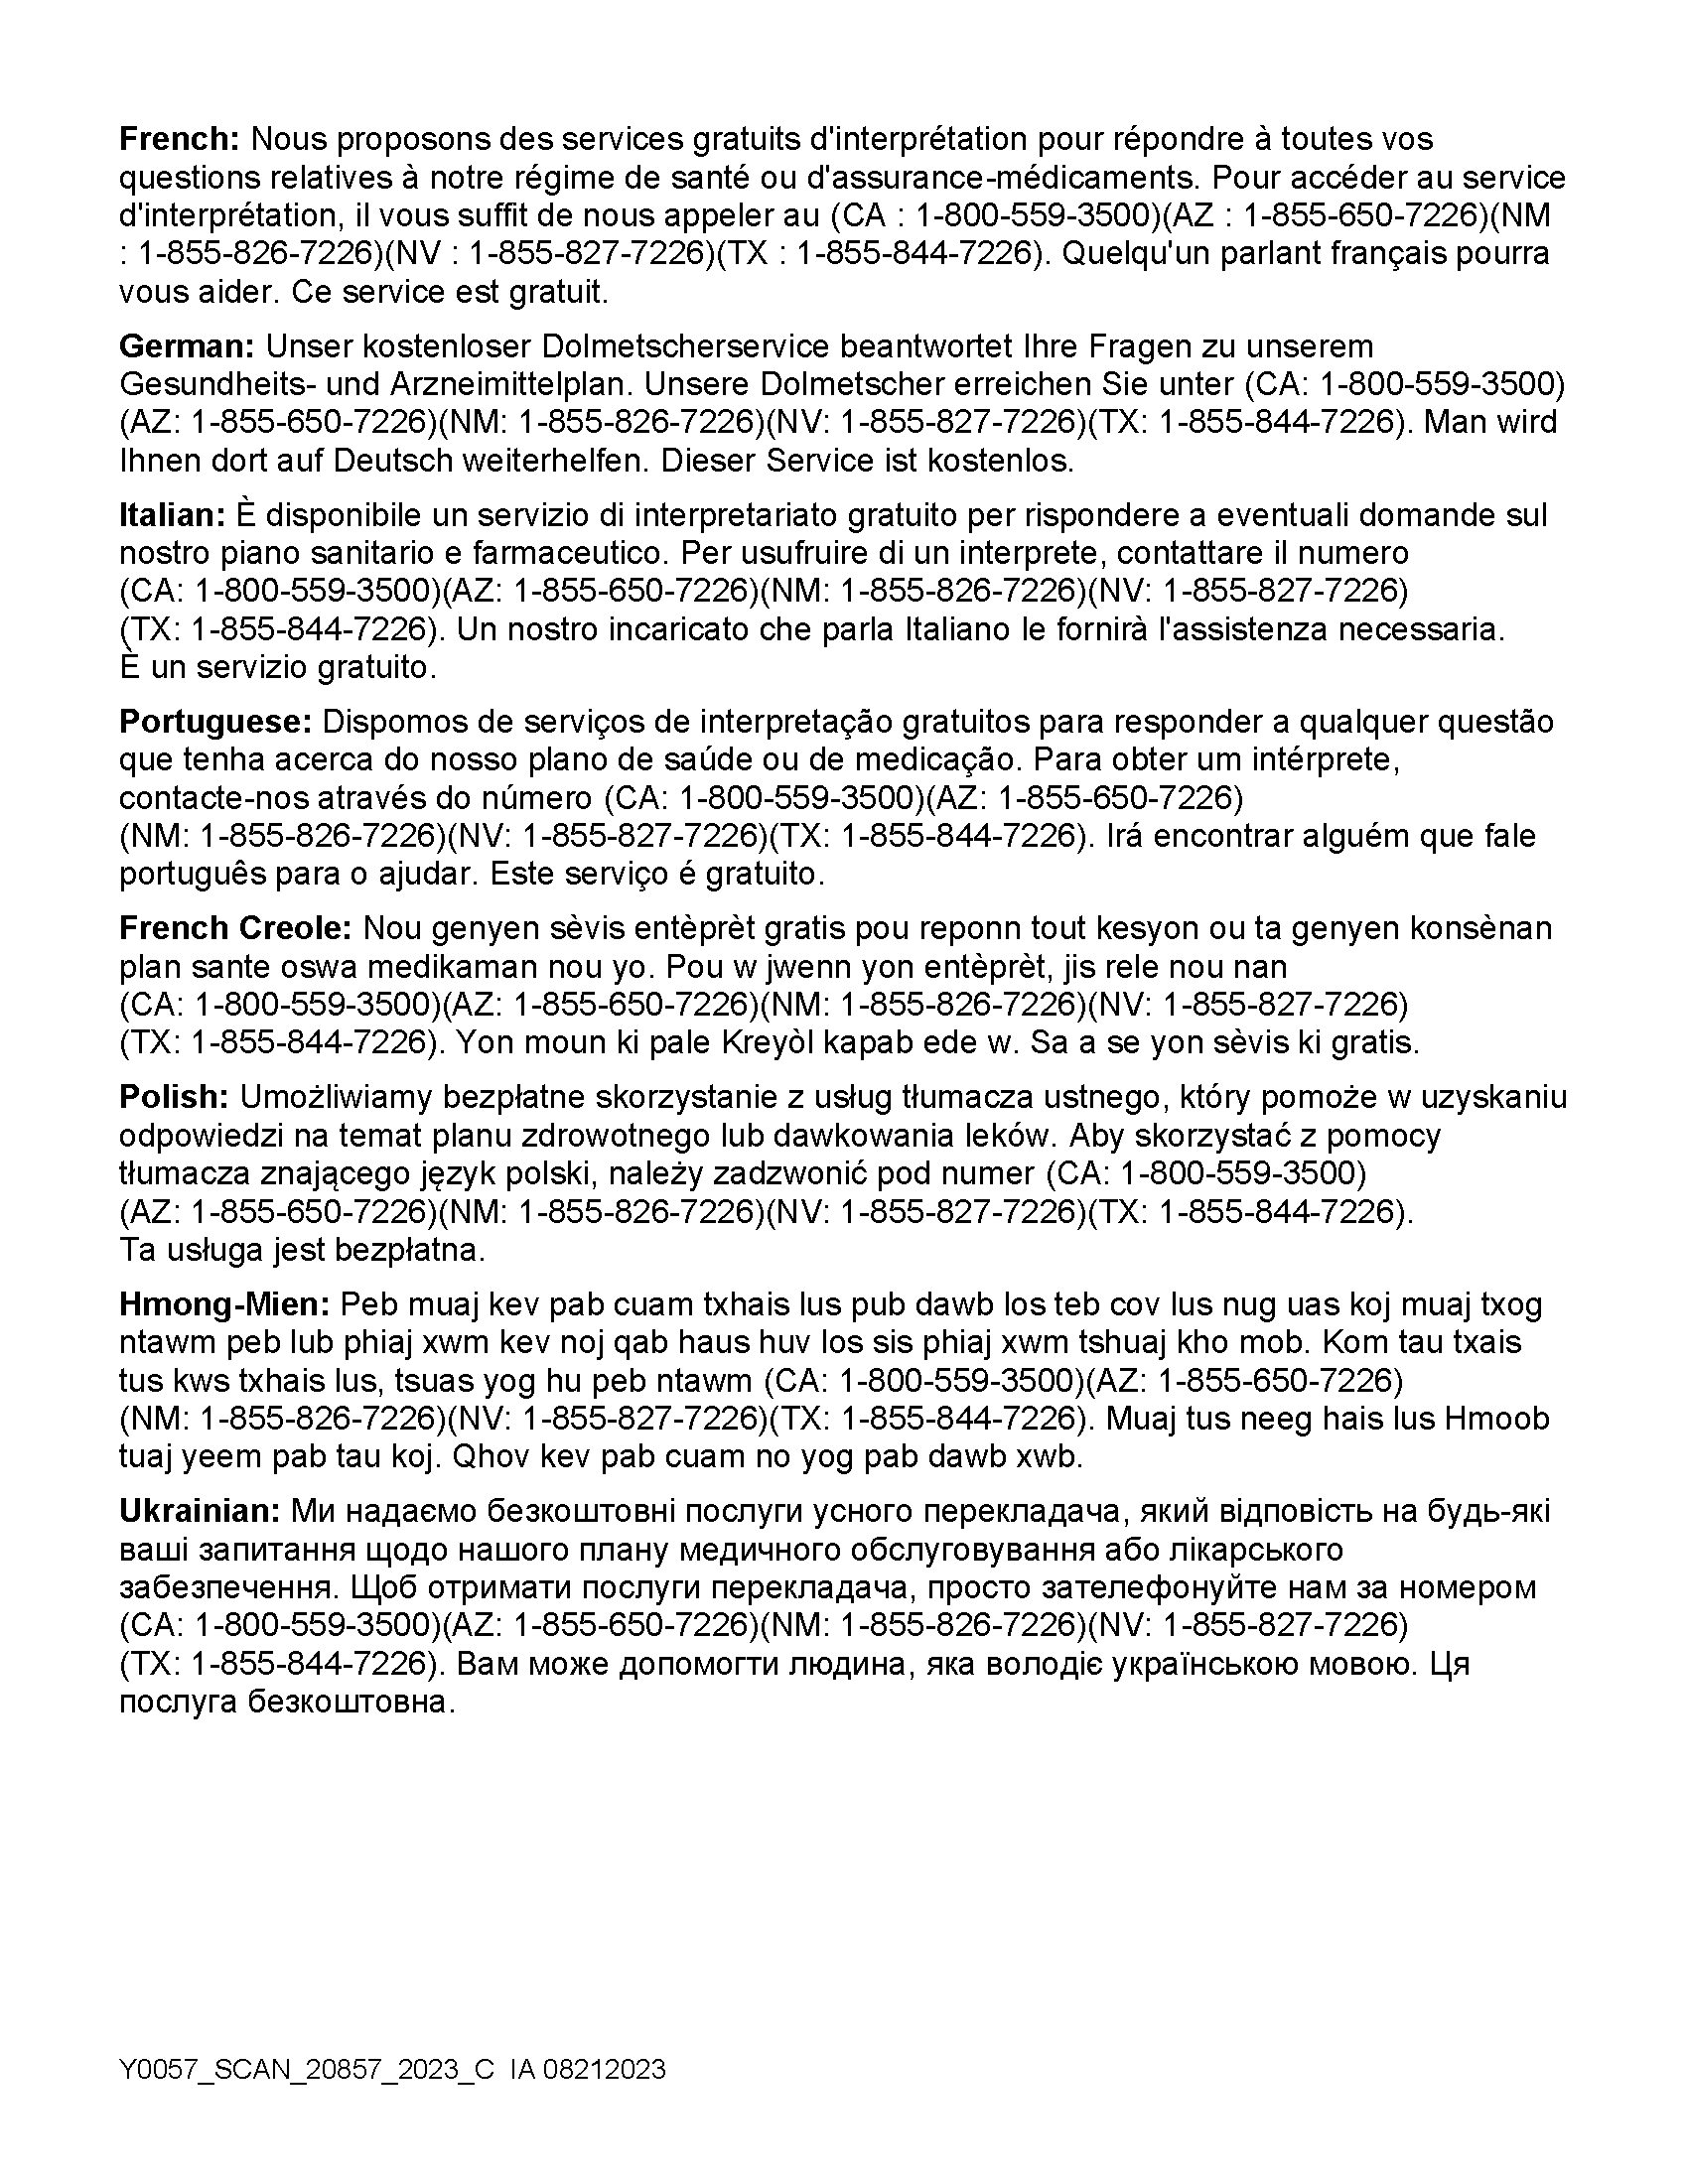 French: Nous proposons des services gratuits d'interprétation pour répondre à toutes vos
questions relatives à notre régime de santé ou d'assurance-médicaments. Pour accéder au service
d'interprétation, il vous suffit de nous appeler au (CA : 1-800-559-3500)(AZ : 1-855-650-7226)(NM
: 1-855-826-7226)(NV : 1-855-827-7226)(TX : 1-855-844-7226). Quelqu'un parlant français pourra
vous aider. Ce service est gratuit.
German: Unser kostenloser Dolmetscherservice beantwortet Ihre Fragen zu unserem
Gesundheits- und Arzneimittelplan. Unsere Dolmetscher erreichen Sie unter (CA: 1-800-559-3500)
(AZ: 1-855-650-7226)(NM: 1-855-826-7226)(NV: 1-855-827-7226)(TX: 1-855-844-7226). Man wird
Ihnen dort auf Deutsch weiterhelfen. Dieser Service ist kostenlos.
Italian: È disponibile un servizio di interpretariato gratuito per rispondere a eventuali domande sul
nostro piano sanitario e farmaceutico. Per usufruire di un interprete, contattare il numero
(CA: 1-800-559-3500)(AZ: 1-855-650-7226)(NM: 1-855-826-7226)(NV: 1-855-827-7226)
(TX: 1-855-844-7226). Un nostro incaricato che parla Italiano le fornirà l'assistenza necessaria.
È un servizio gratuito.
Portuguese: Dispomos de serviços de interpretação gratuitos para responder a qualquer questão
que tenha acerca do nosso plano de saúde ou de medicação. Para obter um intérprete,
contacte-nos através do número (CA: 1-800-559-3500)(AZ: 1-855-650-7226)
(NM: 1-855-826-7226)(NV: 1-855-827-7226)(TX: 1-855-844-7226). Irá encontrar alguém que fale
português para o ajudar. Este serviço é gratuito.
French Creole: Nou genyen sèvis entèprèt gratis pou reponn tout kesyon ou ta genyen konsènan
plan sante oswa medikaman nou yo. Pou w jwenn yon entèprèt, jis rele nou nan
(CA: 1-800-559-3500)(AZ: 1-855-650-7226)(NM: 1-855-826-7226)(NV: 1-855-827-7226)
(TX: 1-855-844-7226). Yon moun ki pale Kreyòl kapab ede w. Sa a se yon sèvis ki gratis.
Polish: Umożliwiamy bezpłatne skorzystanie z usług tłumacza ustnego, który pomoże w uzyskaniu
odpowiedzi na temat planu zdrowotnego lub dawkowania leków. Aby skorzystać z pomocy
tłumacza znającego język polski, należy zadzwonić pod numer (CA: 1-800-559-3500)
(AZ: 1-855-650-7226)(NM: 1-855-826-7226)(NV: 1-855-827-7226)(TX: 1-855-844-7226).
Ta usługa jest bezpłatna.
Hmong-Mien: Peb muaj kev pab cuam txhais lus pub dawb los teb cov lus nug uas koj muaj txog
ntawm peb lub phiaj xwm kev noj qab haus huv los sis phiaj xwm tshuaj kho mob. Kom tau txais
tus kws txhais lus, tsuas yog hu peb ntawm (CA: 1-800-559-3500)(AZ: 1-855-650-7226)
(NM: 1-855-826-7226)(NV: 1-855-827-7226)(TX: 1-855-844-7226). Muaj tus neeg hais lus Hmoob
tuaj yeem pab tau koj. Qhov kev pab cuam no yog pab dawb xwb.
Ukrainian: Ми надаємо безкоштовні послуги усного перекладача, який відповість на будь-які
ваші запитання щодо нашого плану медичного обслуговування або лікарського
забезпечення. Щоб отримати послуги перекладача, просто зателефонуйте нам за номером
(CA: 1-800-559-3500)(AZ: 1-855-650-7226)(NM: 1-855-826-7226)(NV: 1-855-827-7226)
(TX: 1-855-844-7226). Вам може допомогти людина, яка володіє українською мовою. Ця
послуга безкоштовна.
Y0057_SCAN_20857_2023_C IA 08212023